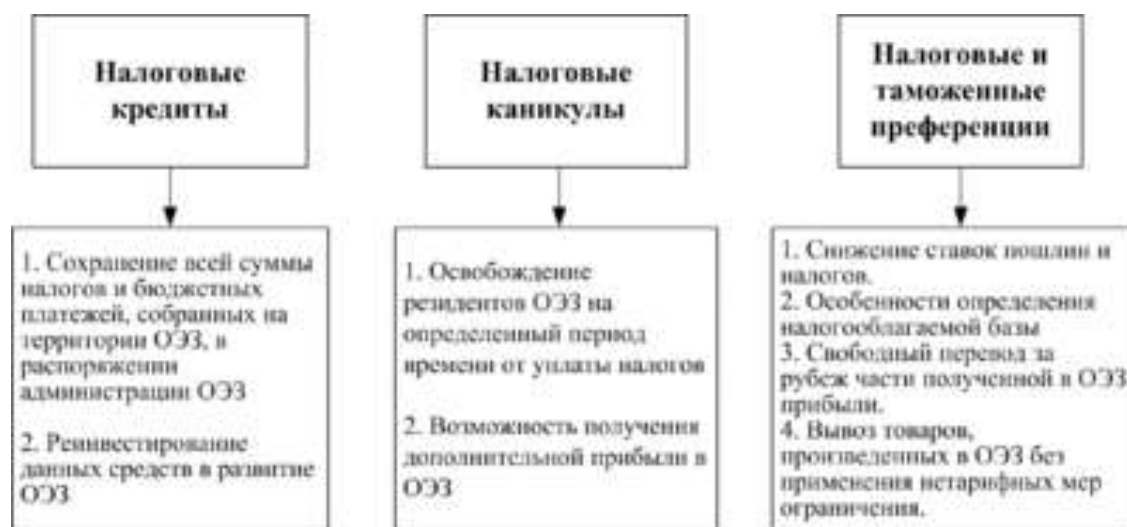 Налоговые
кредиты
1. Сохранение всей суммы
налогов и бюджетных
платежей, собранных на
территории ОЭЗ, в
распоряжении
администрации ОЭЗ
2. Реинвестирование
данных средств в развитие
ОЭЗ
Налоговые
каникулы
1. Освобождение
резидентов ОЭЗ на
определенный период
времени от уплаты налогов
2. Возможность получения
дополнительной прибыли в
ОЭЗ
Налоговые и
таможенные
преференции
1. Снижение ставок пошлин и
налогов.
2. Особенности определения
налогооблагаемой базы
3. Свободный перевод за
рубеж части полученной в ОЭЗ
прибыли.
4. Вывоз товаров,
произведенных в ОЭЗ без
применения нетарифных мер
ограничения.